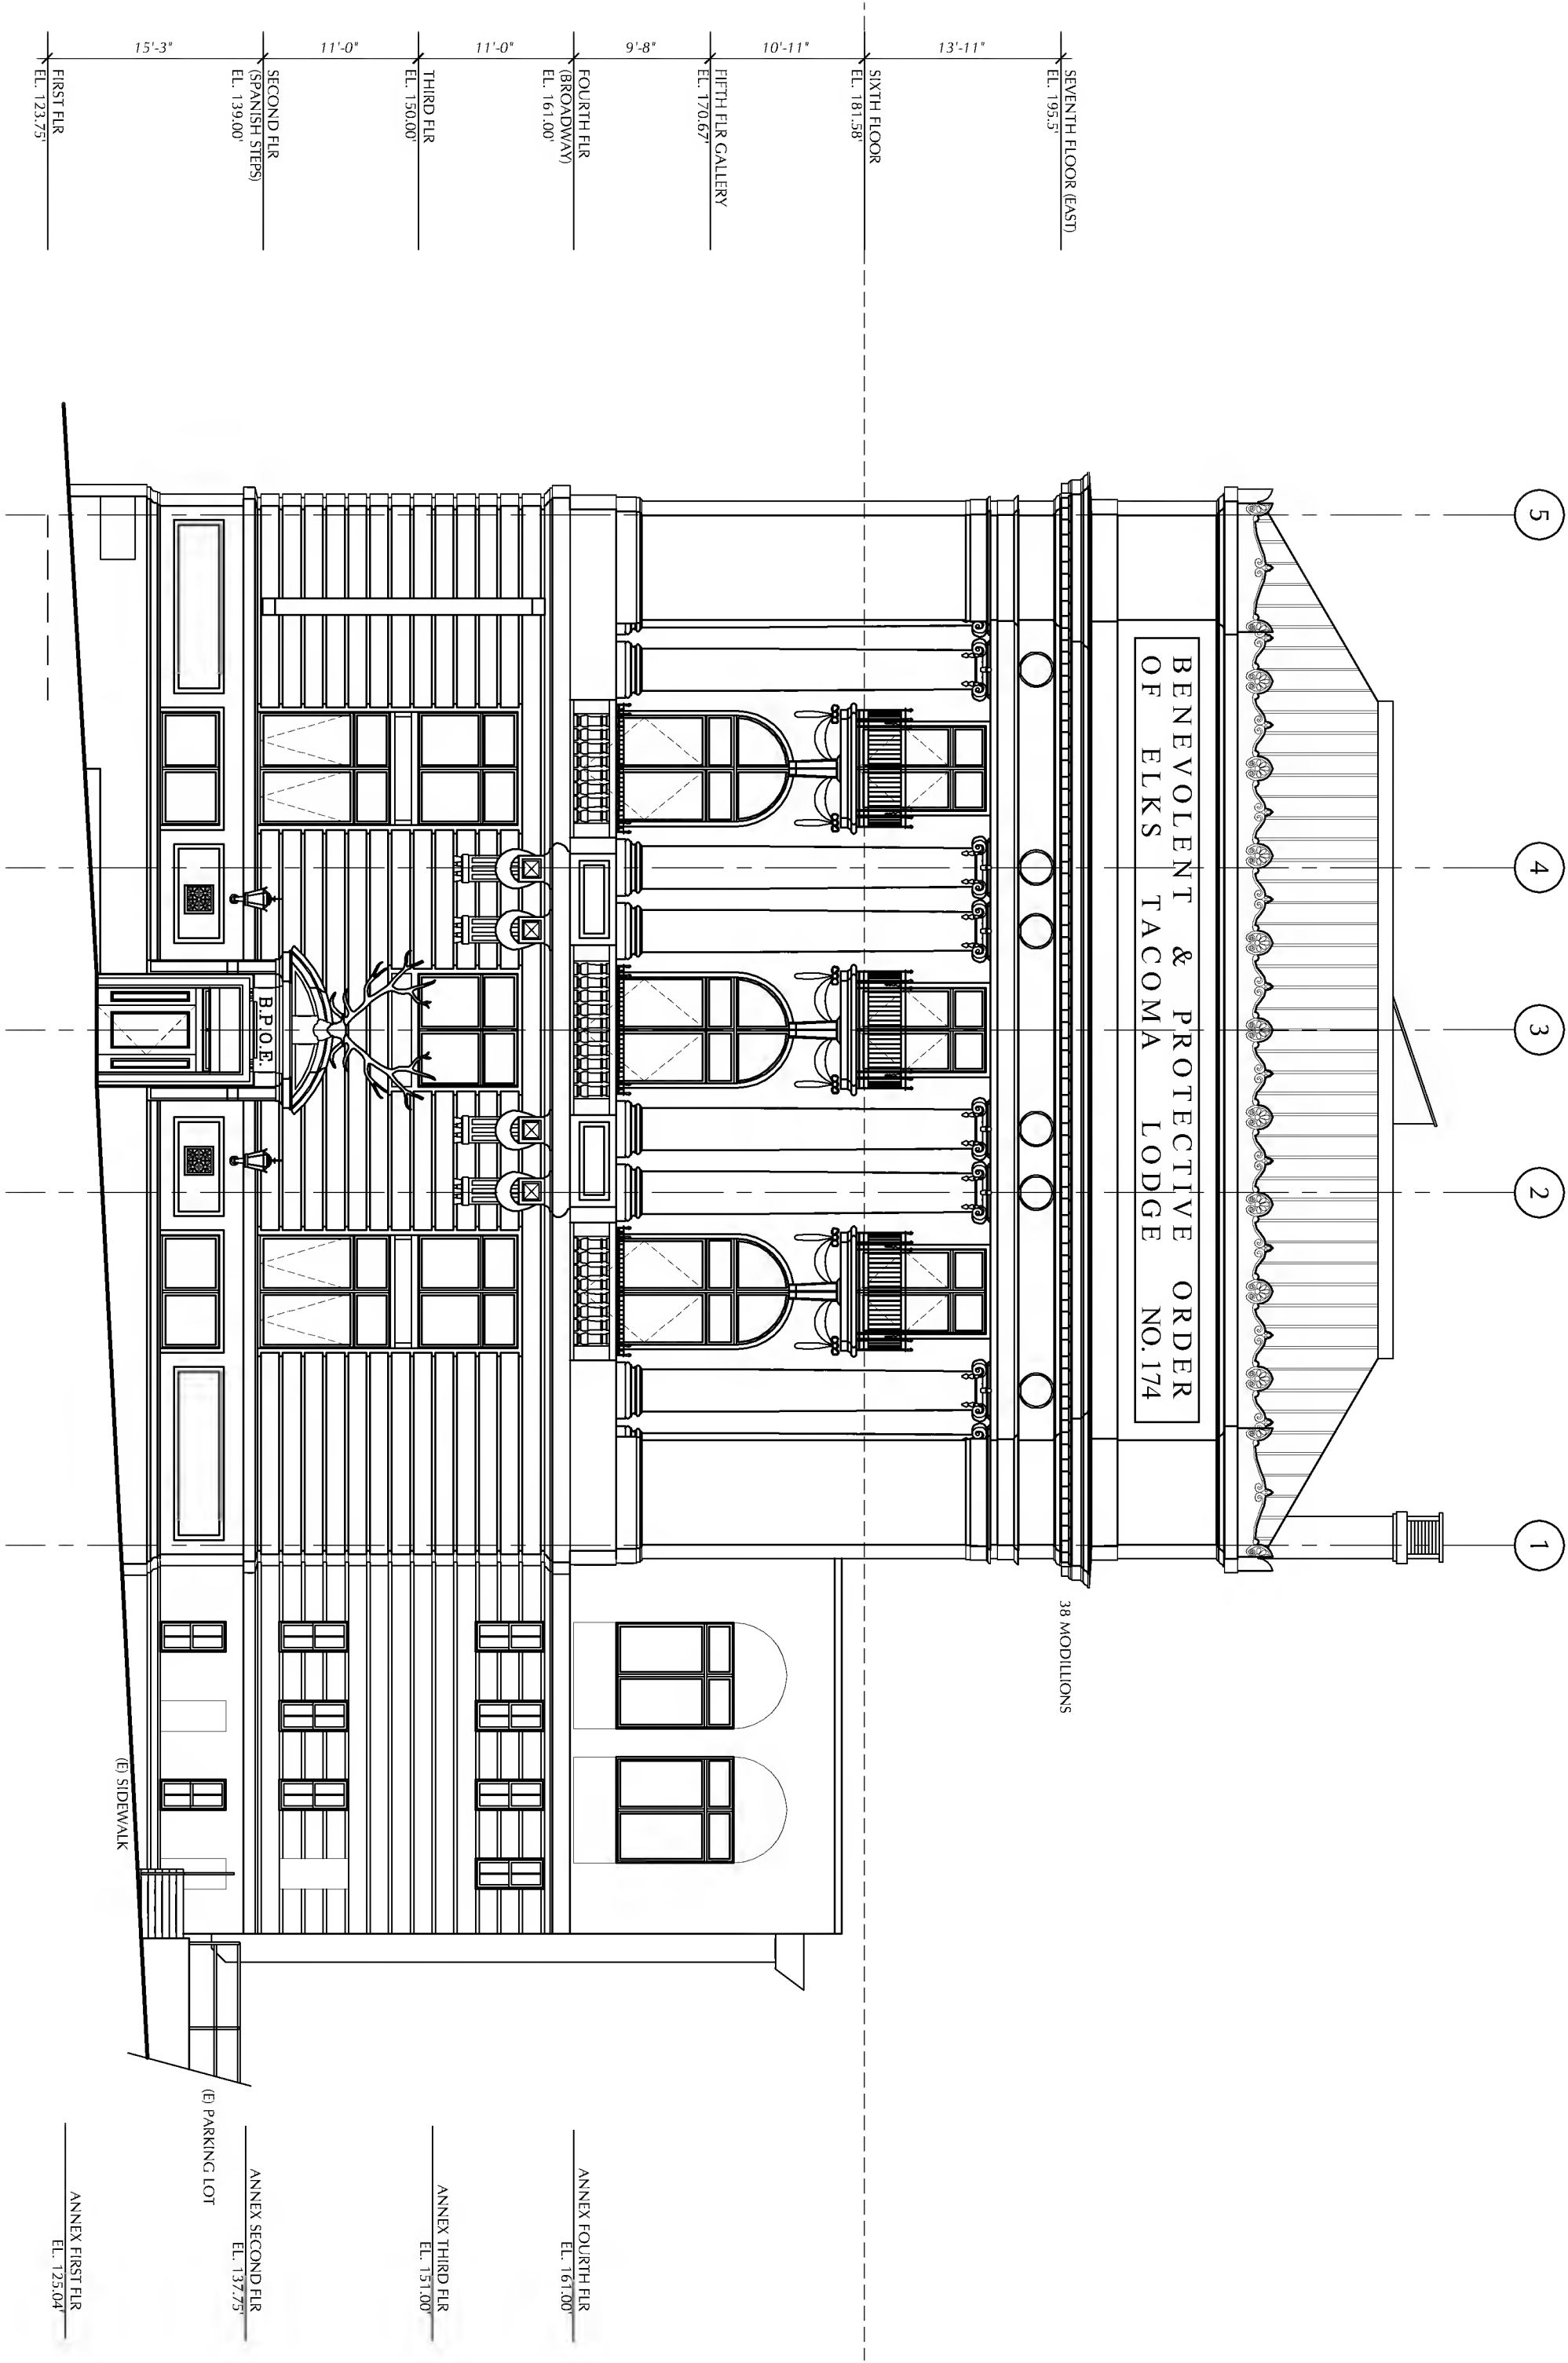 5
4
3
2
1
SEVENTH FLOOR (EAST)
EL. 195.5'
13'-11"
SIXTH FLOOR
EL. 181.58'
10'-11"
FIFTH FLR GALLERY
EL. 170.67'
9'-8"
FOURTH FLR
(BROADWAY)
EL. 161.00'
11'-0"
THIRD FLR
EL. 150.00'
11'-0"
SECOND FLR
(SPANISH STEPS)
EL. 139.00'
15'-3"
FIRST FLR
EL. 123.75'
BENEVOLENT & PROTECTIVE ORDER
OF ELKS TACOMA LODGE NO. 174
B.P.O.E.
38 MODILLIONS
(E) SIDEWALK
(E) PARKING LOT
ANNEX FOURTH FLR
EL. 161.00'
ANNEX THIRD FLR
EL. 151.00'
ANNEX SECOND FLR
EL. 137.75'
ANNEX FIRST FLR
EL. 125.04'